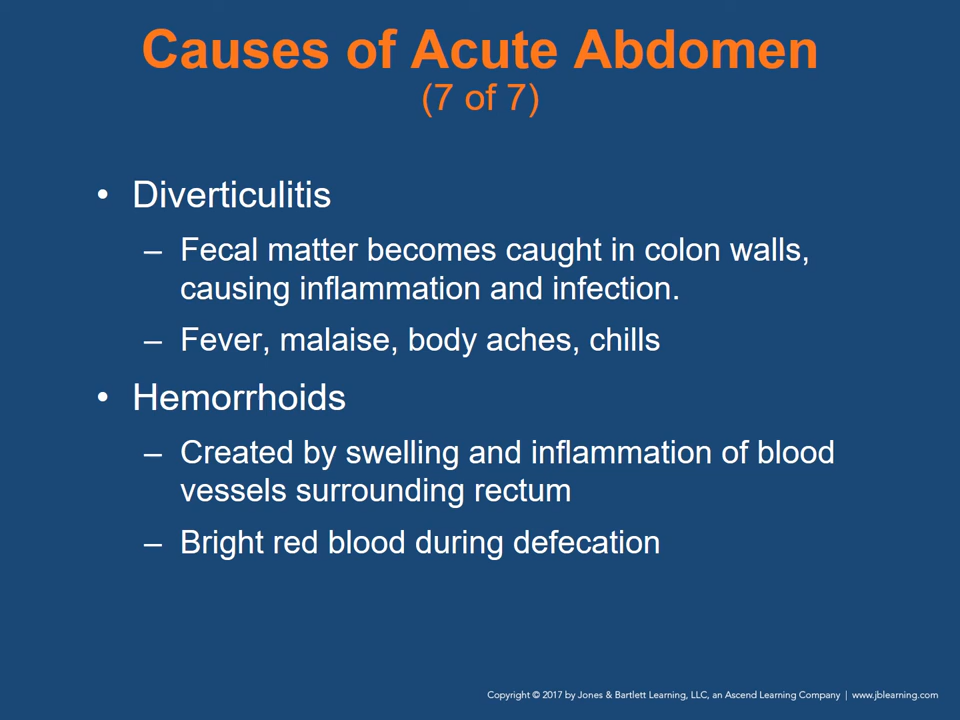 Causes of Acute Abdomen
(7 of 7)
• Diverticulitis
– Fecal matter becomes caught in colon walls,
causing inflammation and infection.
– Fever, malaise, body aches, chills
• Hemorrhoids
– Created by swelling and inflammation of blood
vessels surrounding rectum
– Bright red blood during defecation
Copyright © 2017 by Jones & Bartlett Learning, LLC, an Ascend Learning Company | www.jblearning.com